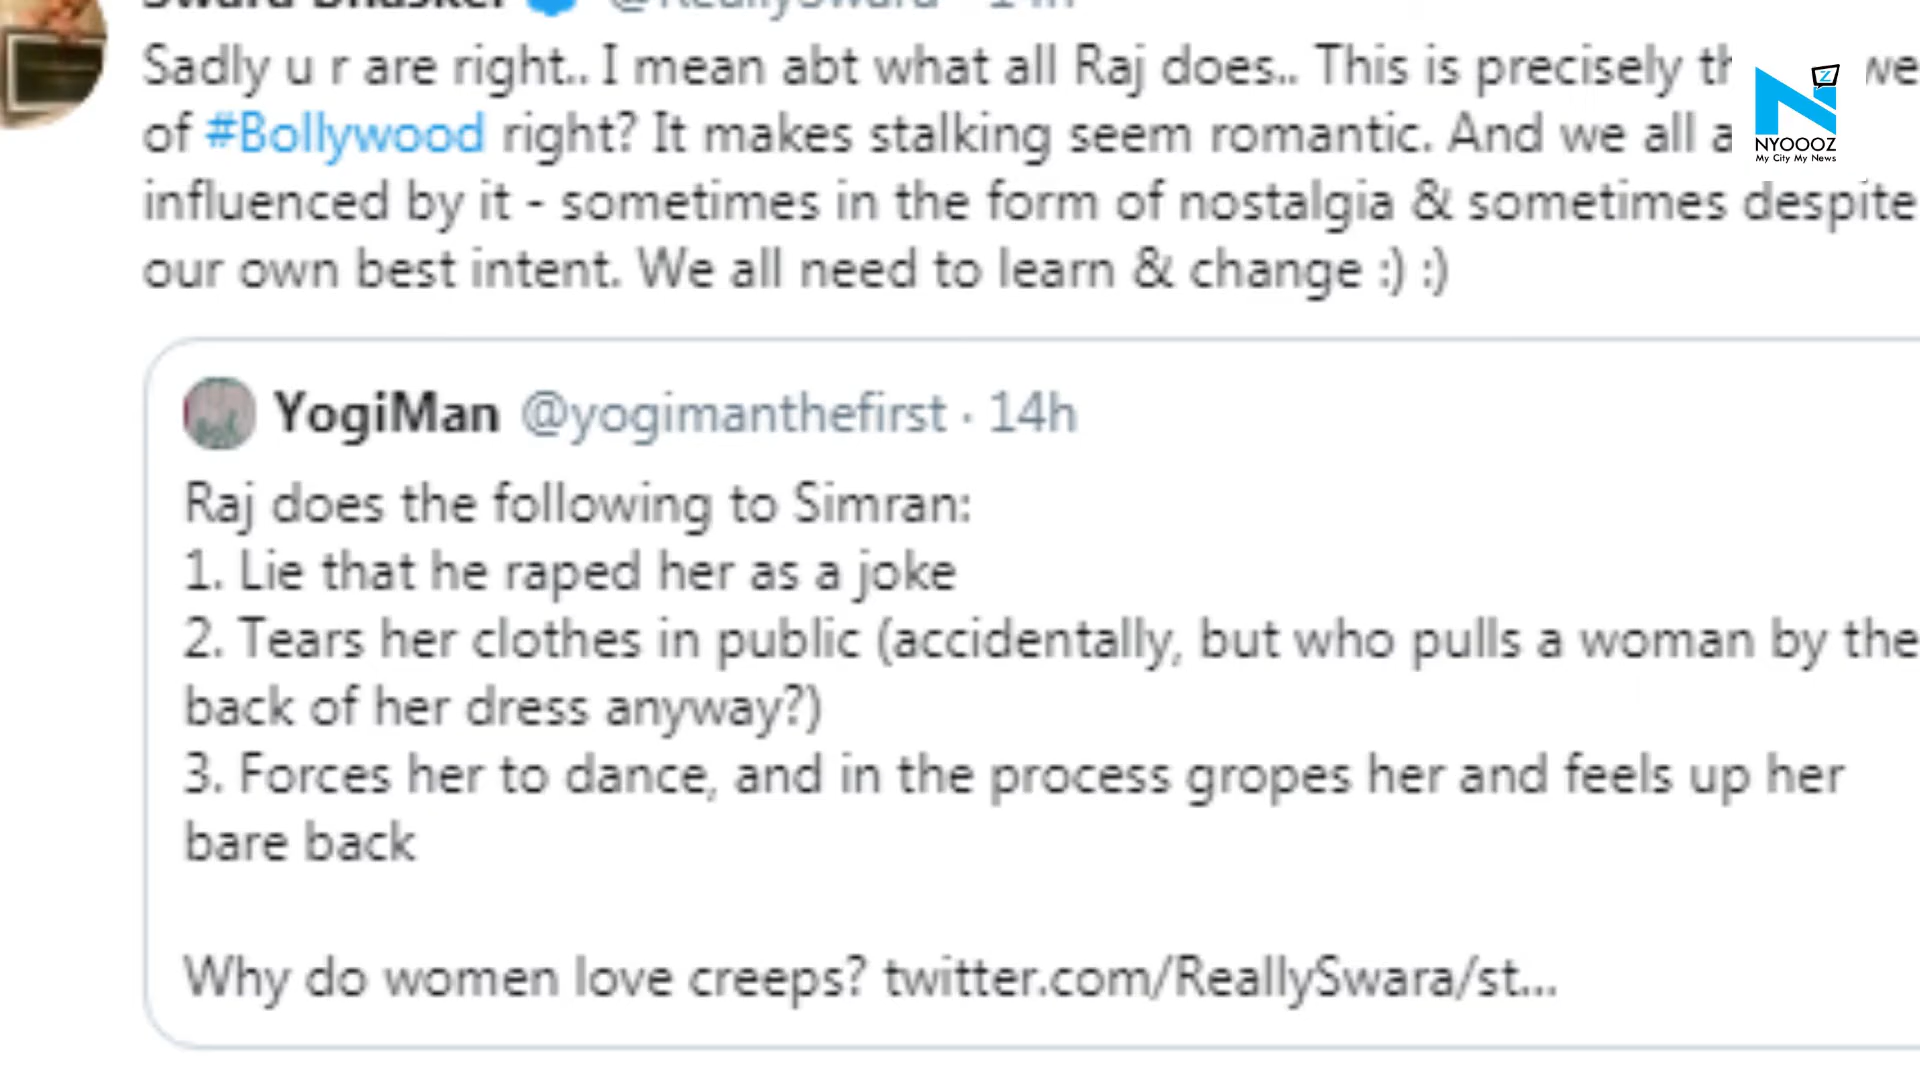 Swara Bhasker @ReallySwara · 14h
Sadly u r are right.. I mean abt what all Raj does.. This is precisely
of #Bollywood right? It makes stalking seem romantic. And we all
influenced by it - sometimes in the form of nostalgia & sometimes despite
our own best intent. We all need to learn & change :) :)
NYOOOZ
My City My News
YogiMan @yogimanthefirst · 14h
Raj does the following to Simran:
1. Lie that he raped her as a joke
2. Tears her clothes in public (accidentally, but who pulls a woman by the
back of her dress anyway?)
3. Forces her to dance, and in the process gropes her and feels up her
bare back
Why do women love creeps? twitter.com/ReallySwara/st...